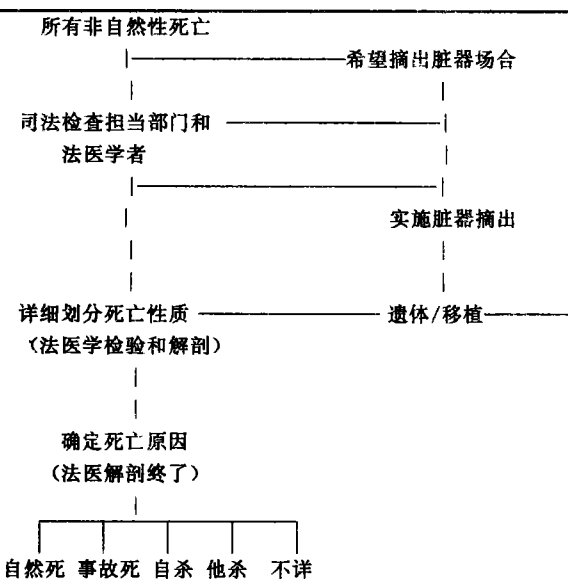 所有非自然性死亡
希望摘出脏器场合
司法检查担当部门和
法医学者
实施脏器摘出
详细划分死亡性质
遗体/移植
(法医学检验和解剖)
确定死亡原因
(法医解剖终了)
自然死 事故死 自杀 他杀 不详